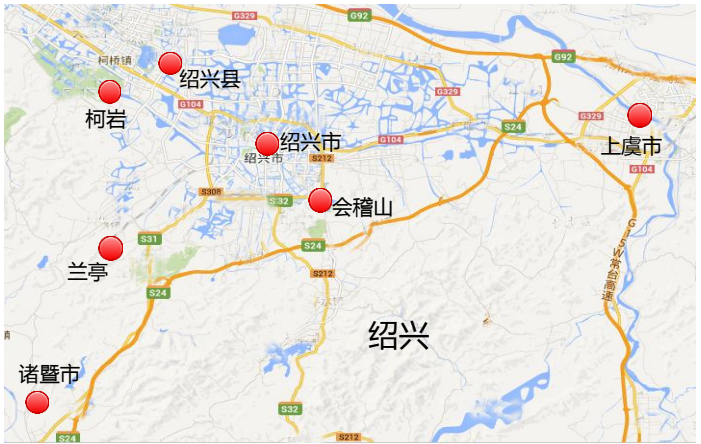 G329
G92
G92
柯桥镇
绍兴县
G329
柯岩
G104
G329
S24
上虞市
绍兴市
绍兴市
G104
S212
G104
S308
S32
会稽山
G15W常台高速
S31
S24
兰亭
S212
S24
绍兴
镇
诸暨市
S32
S24
S212